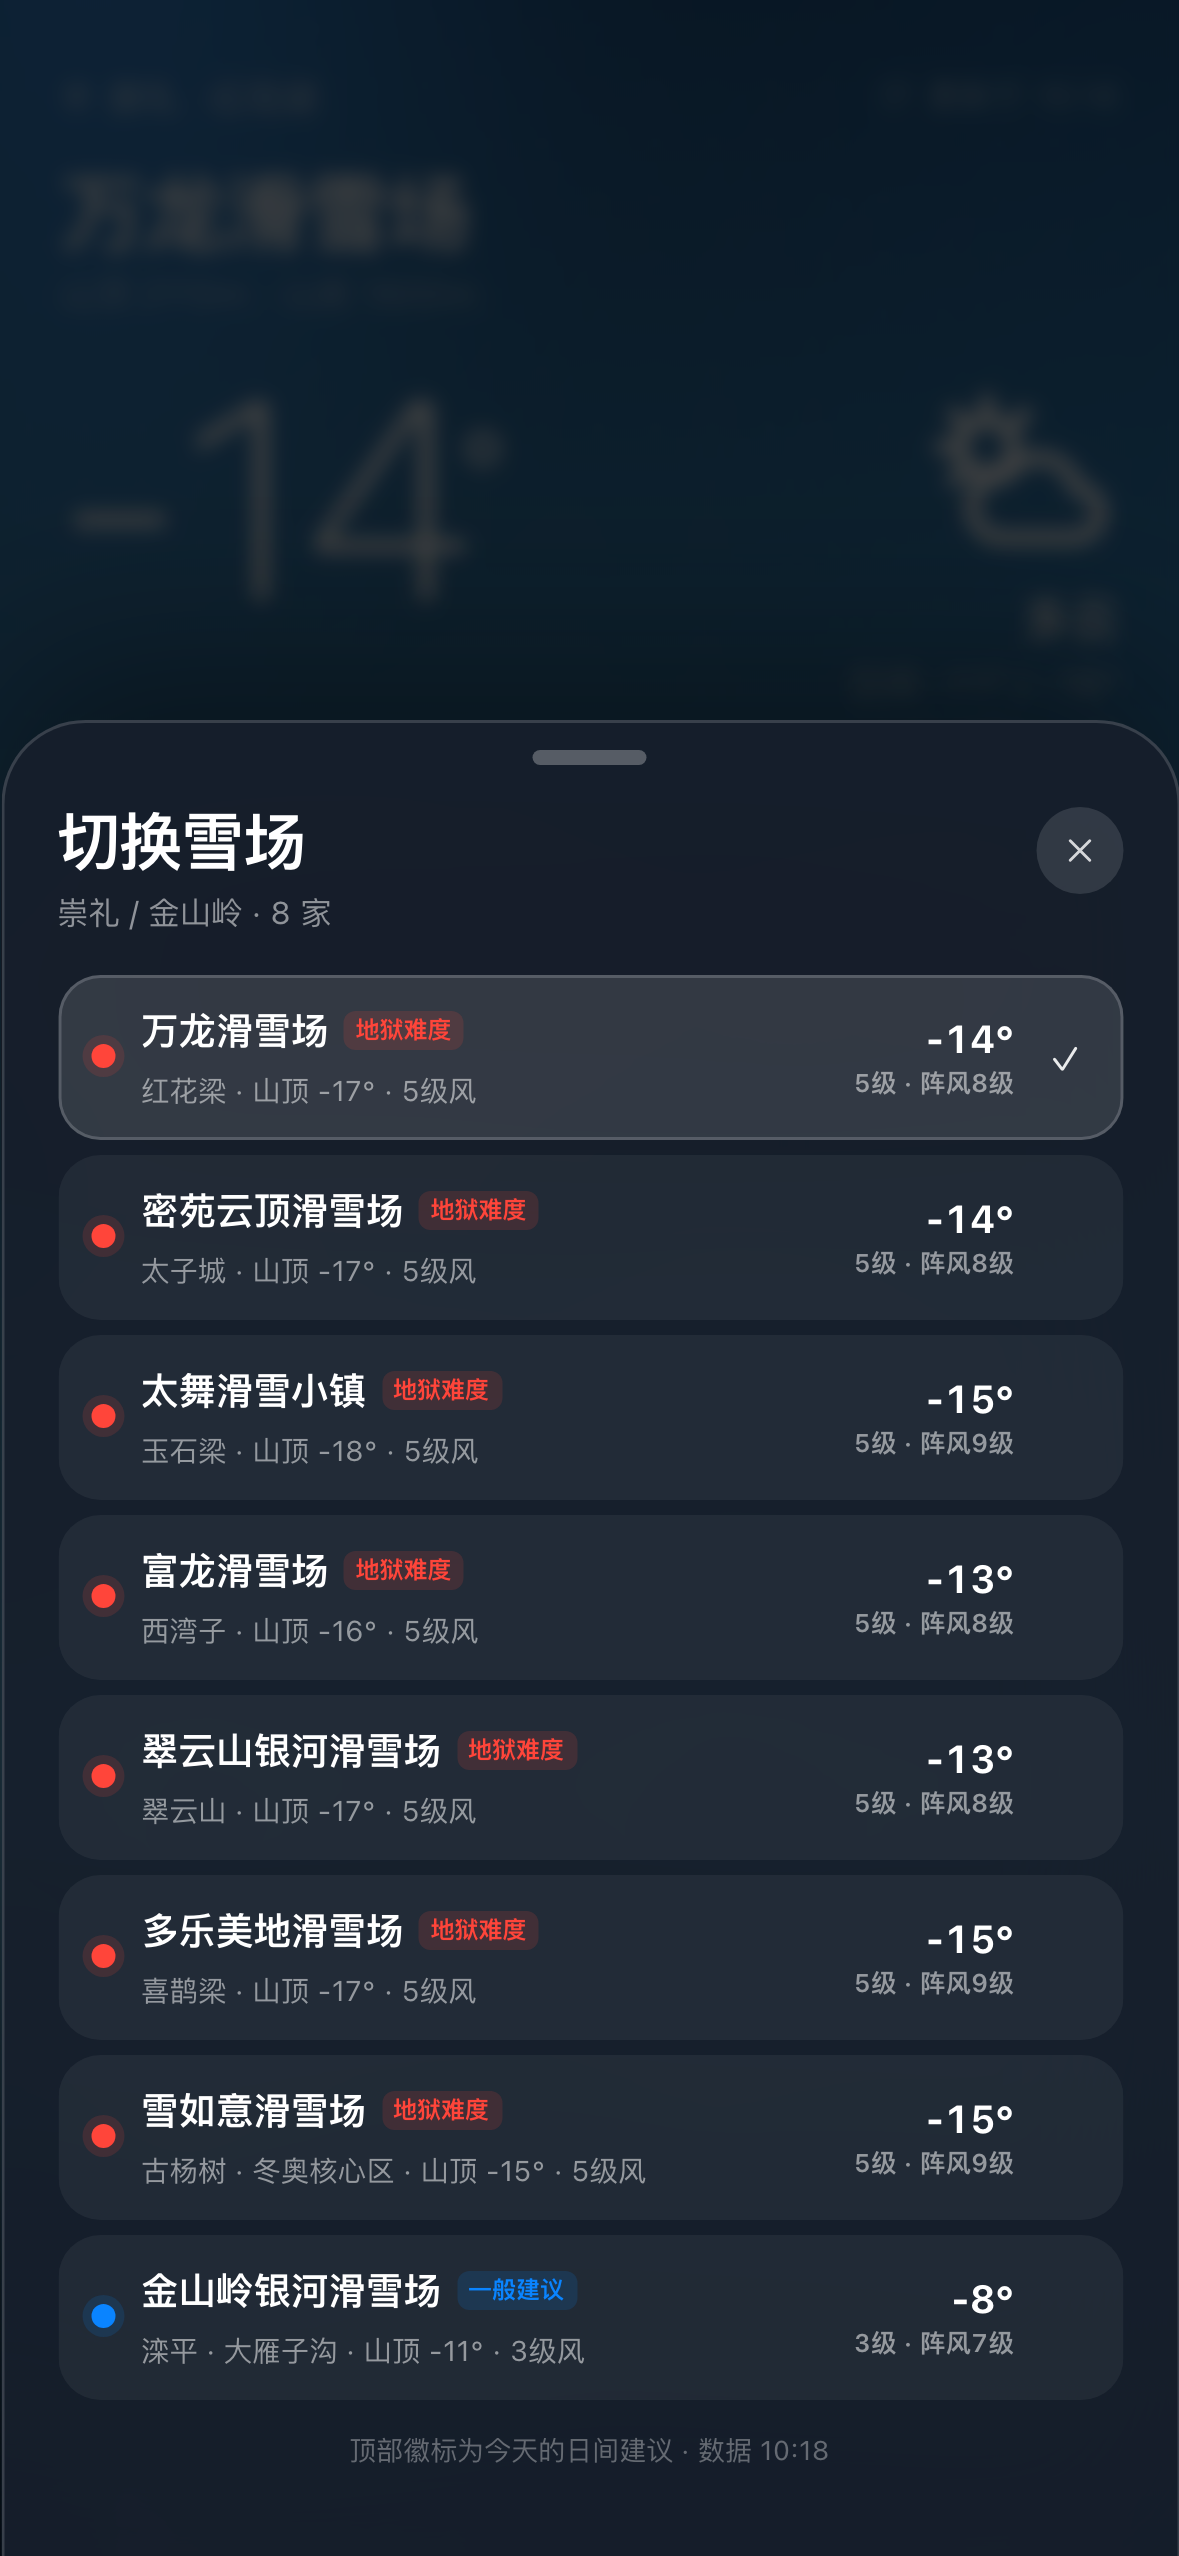 万龙滑雪场
-14°
切换雪场
崇礼 / 金山岭 · 8 家
万龙滑雪场 地狱难度
红花梁 · 山顶 -17° · 5级风
-14°
5级 · 阵风8级
密苑云顶滑雪场 地狱难度
太子城 · 山顶 -17° · 5级风
-14°
5级 · 阵风8级
太舞滑雪小镇 地狱难度
玉石梁 · 山顶 -18° · 5级风
-15°
5级 · 阵风9级
富龙滑雪场 地狱难度
西湾子 · 山顶 -16° · 5级风
-13°
5级 · 阵风8级
翠云山银河滑雪场 地狱难度
翠云山 · 山顶 -17° · 5级风
-13°
5级 · 阵风8级
多乐美地滑雪场 地狱难度
喜鹊梁 · 山顶 -17° · 5级风
-15°
5级 · 阵风9级
雪如意滑雪场 地狱难度
古杨树 · 冬奥核心区 · 山顶 -15° · 5级风
-15°
5级 · 阵风9级
金山岭银河滑雪场 一般建议
滦平 · 大雁子沟 · 山顶 -11° · 3级风
-8°
3级 · 阵风7级
顶部徽标为今天的日间建议 · 数据 10:18